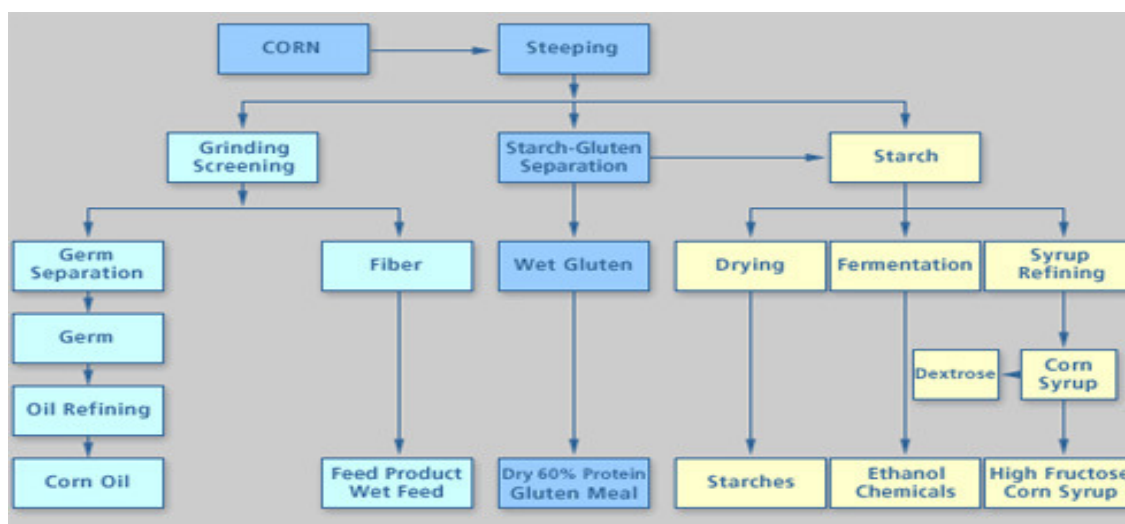 CORN
Steeping
Grinding
Screening
Starch-Gluten
Separation
Starch
Germ
Separation
Fiber
Wet Gluten
Drying
Fermentation
Syrup
Refining
Germ
Dextrose
Corn
Syrup
Oil Refining
Corn Oil
Feed Product
Wet Feed
Dry 60% Protein
Gluten Meal
Starches
Ethanol
Chemicals
High Fructose
Corn Syrup